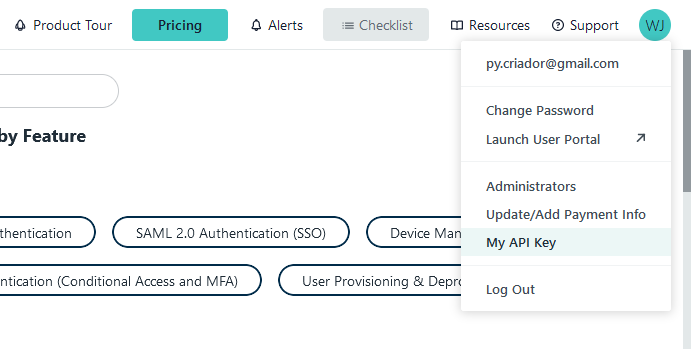 Product Tour
Pricing
Alerts
Checklist
Resources
Support
WJ
py.criador@gmail.com
Change Password
Launch User Portal
Administrators
Update/Add Payment Info
My API Key
Log Out
by Feature
thentication
SAML 2.0 Authentication (SSO)
Device Man
ntication (Conditional Access and MFA)
User Provisioning & Depro